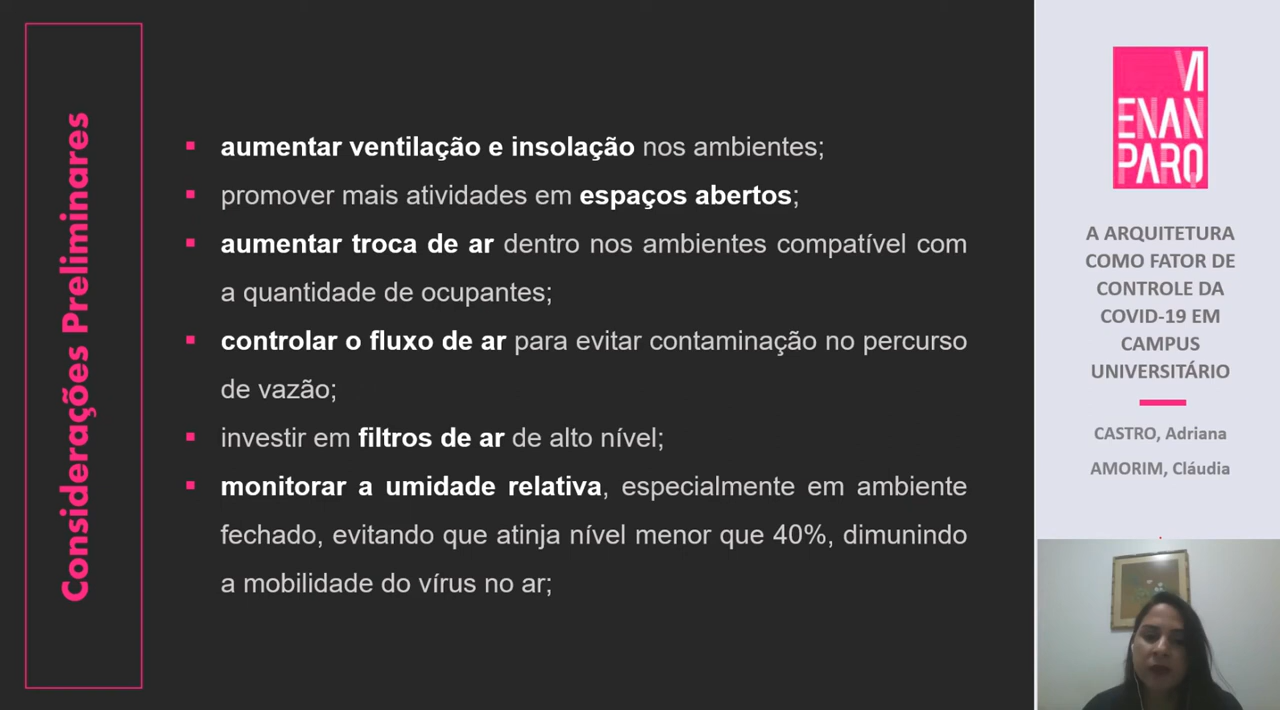 Considerações Preliminares
aumentar ventilação e insolação nos ambientes;
promover mais atividades em espaços abertos;
aumentar troca de ar dentro nos ambientes compatível com
a quantidade de ocupantes;
controlar o fluxo de ar para evitar contaminação no percurso
de vazão;
investir em filtros de ar de alto nível;
monitorar a umidade relativa, especialmente em ambiente
fechado, evitando que atinja nível menor que 40%, dimunindo
a mobilidade do vírus no ar;
VI
ENAN
PARQ
A ARQUITETURA
COMO FATOR DE
CONTROLE DA
COVID-19 EM
CAMPUS
UNIVERSITÁRIO
CASTRO, Adriana
AMORIM, Cláudia